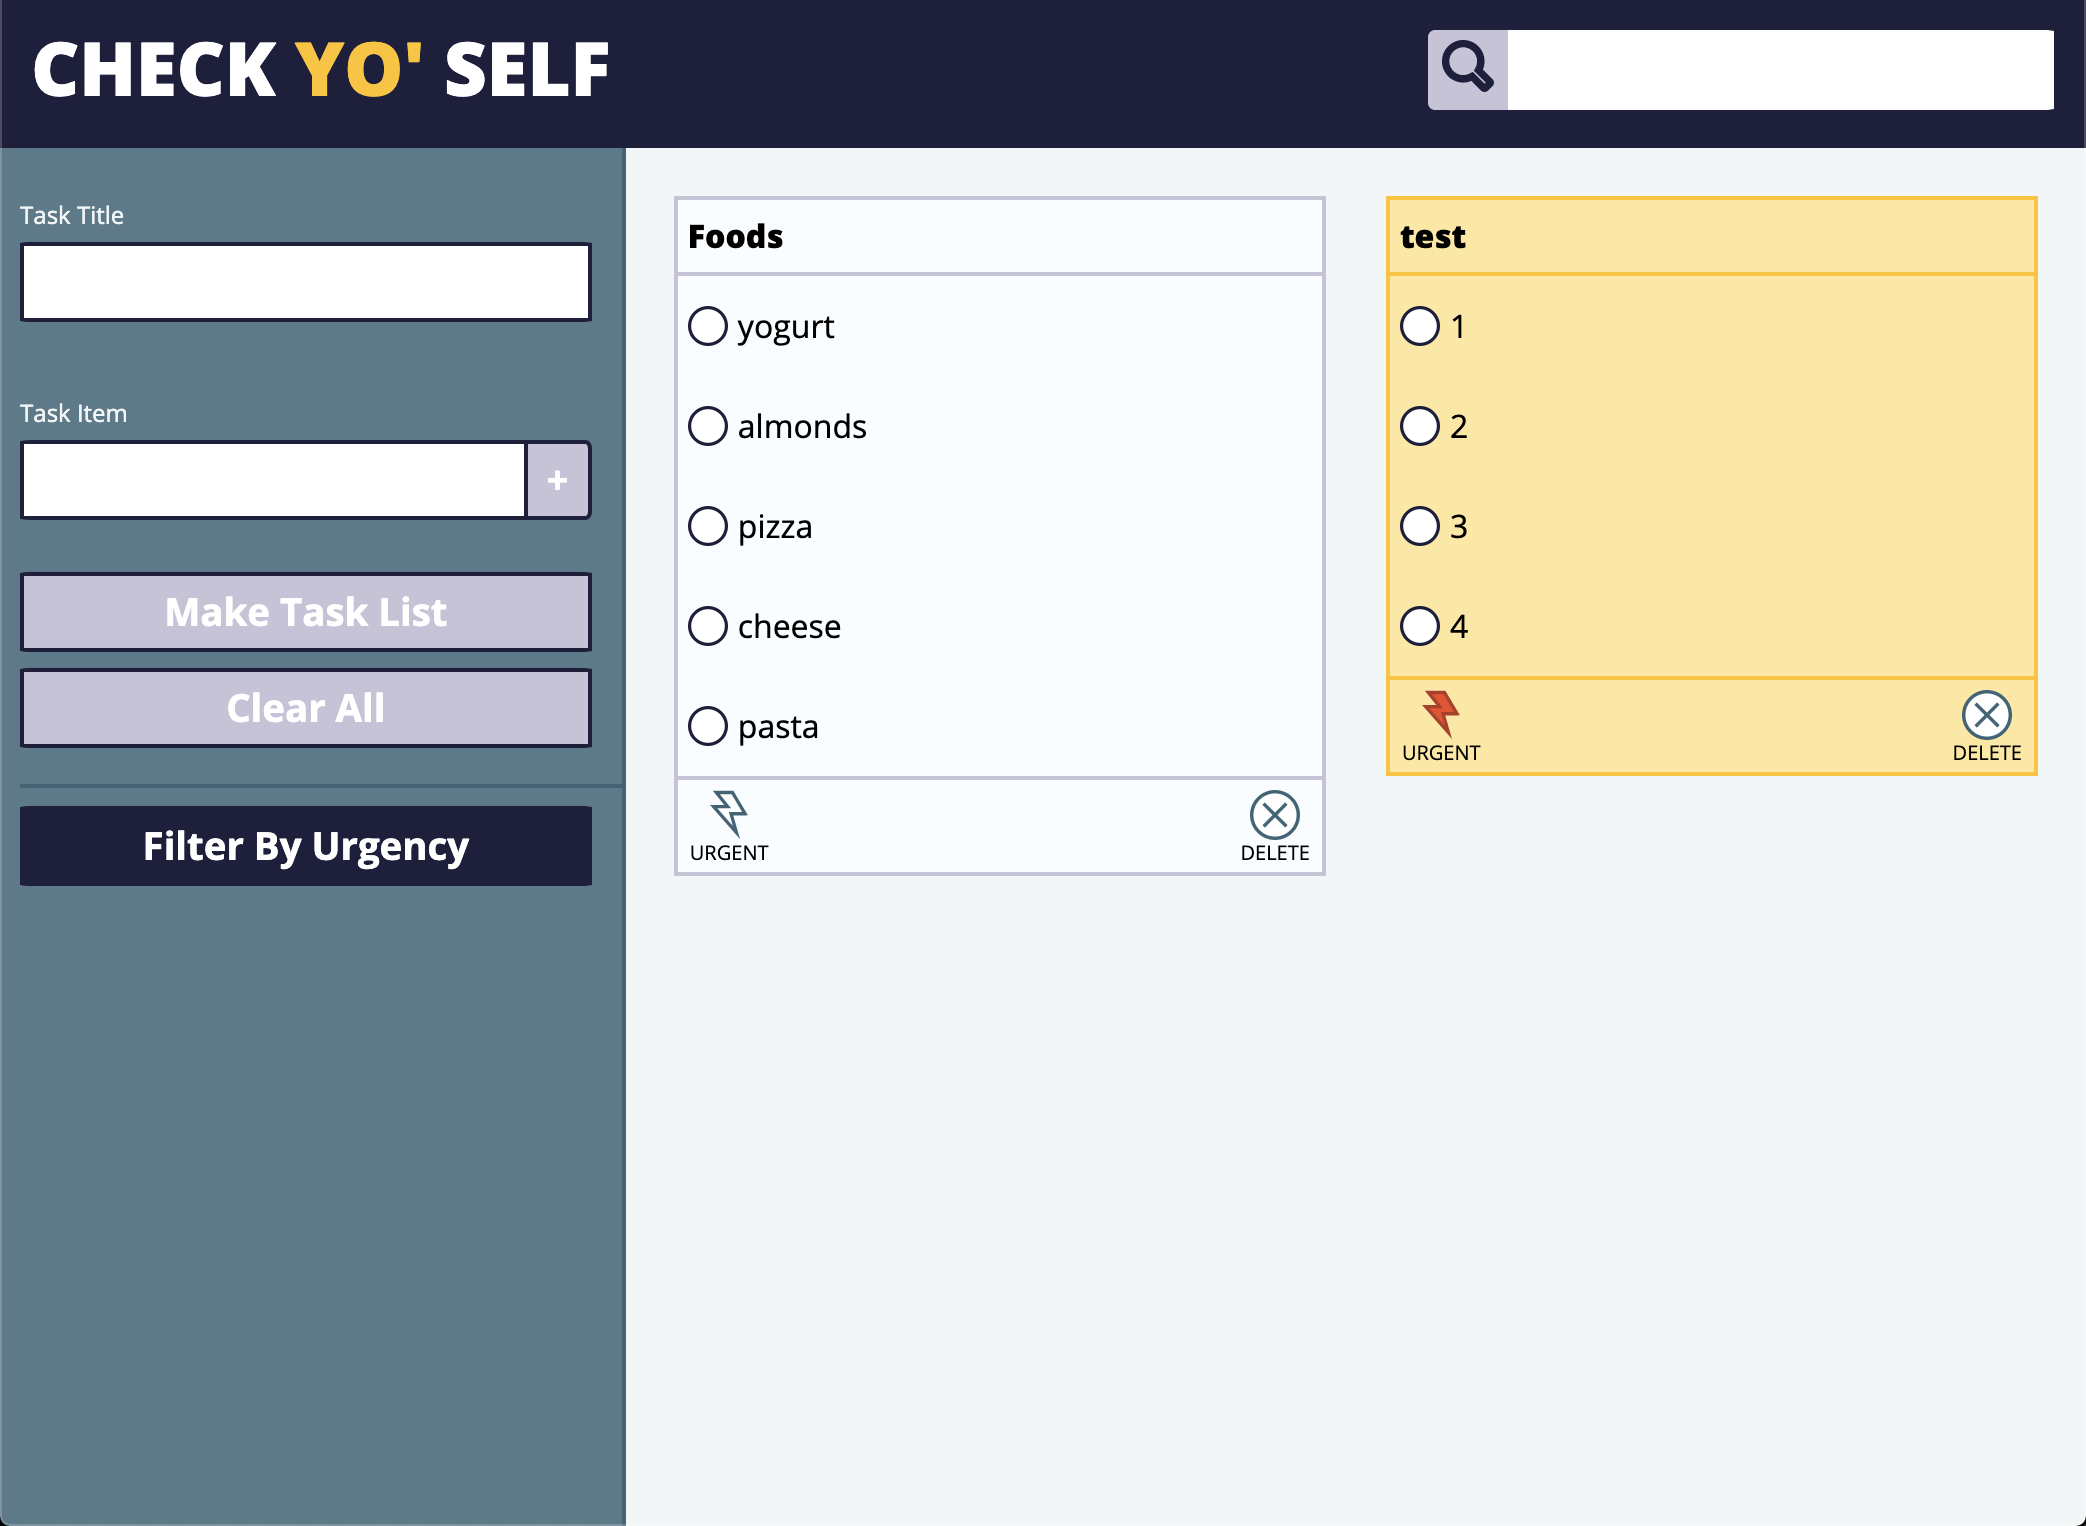 CHECK YO' SELF
Task Title
Task Item
+
Make Task List
Clear All
Filter By Urgency
Foods
yogurt
almonds
pizza
cheese
pasta
URGENT
DELETE
test
1
2
3
4
URGENT
DELETE